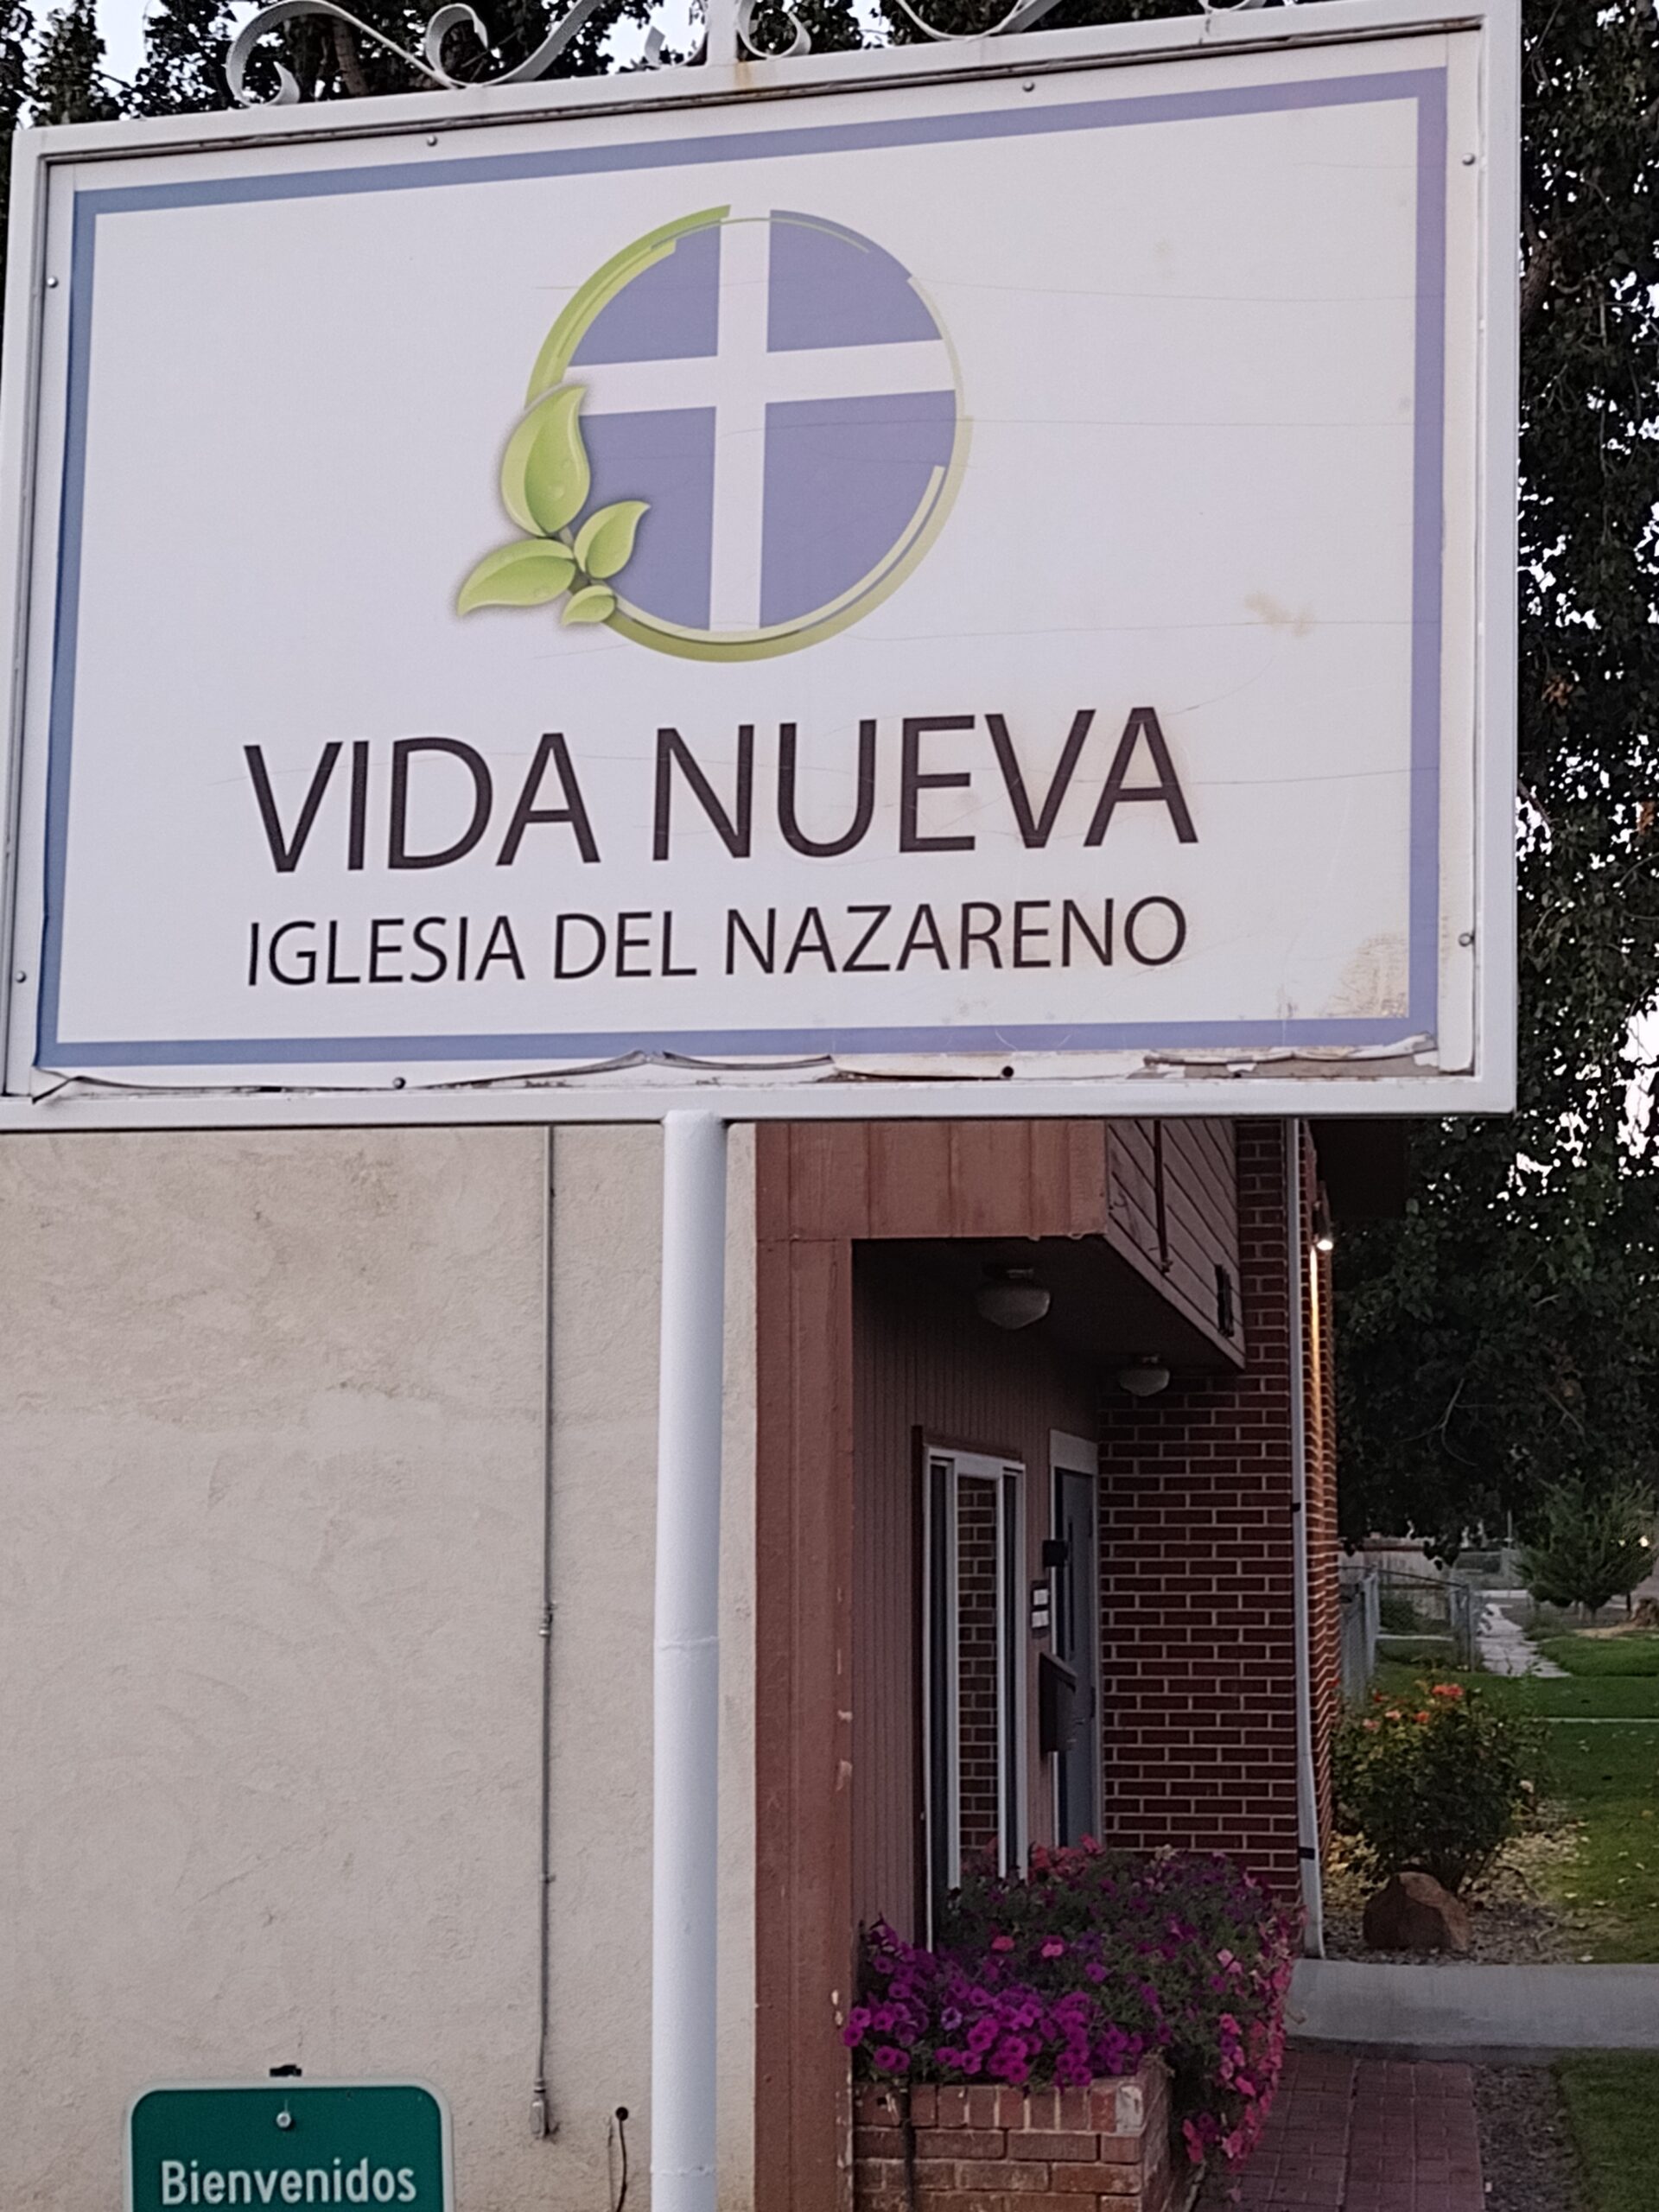 VIDA NUEVA
IGLESIA DEL NAZARENO
Bienvenidos